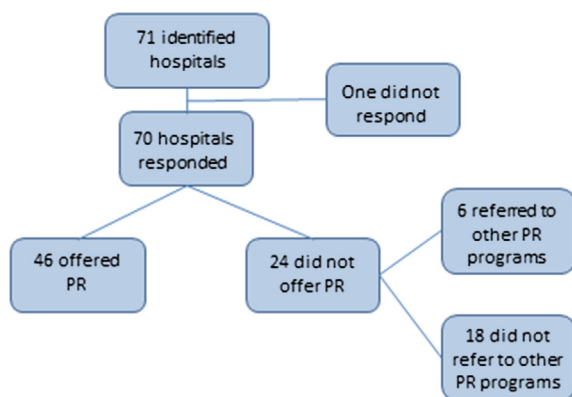 71 identified
hospitals
One did not
respond
70 hospitals
responded
46 offered
PR
24 did not
offer PR
6 referred to
other PR
programs
18 did not
refer to other
PR programs